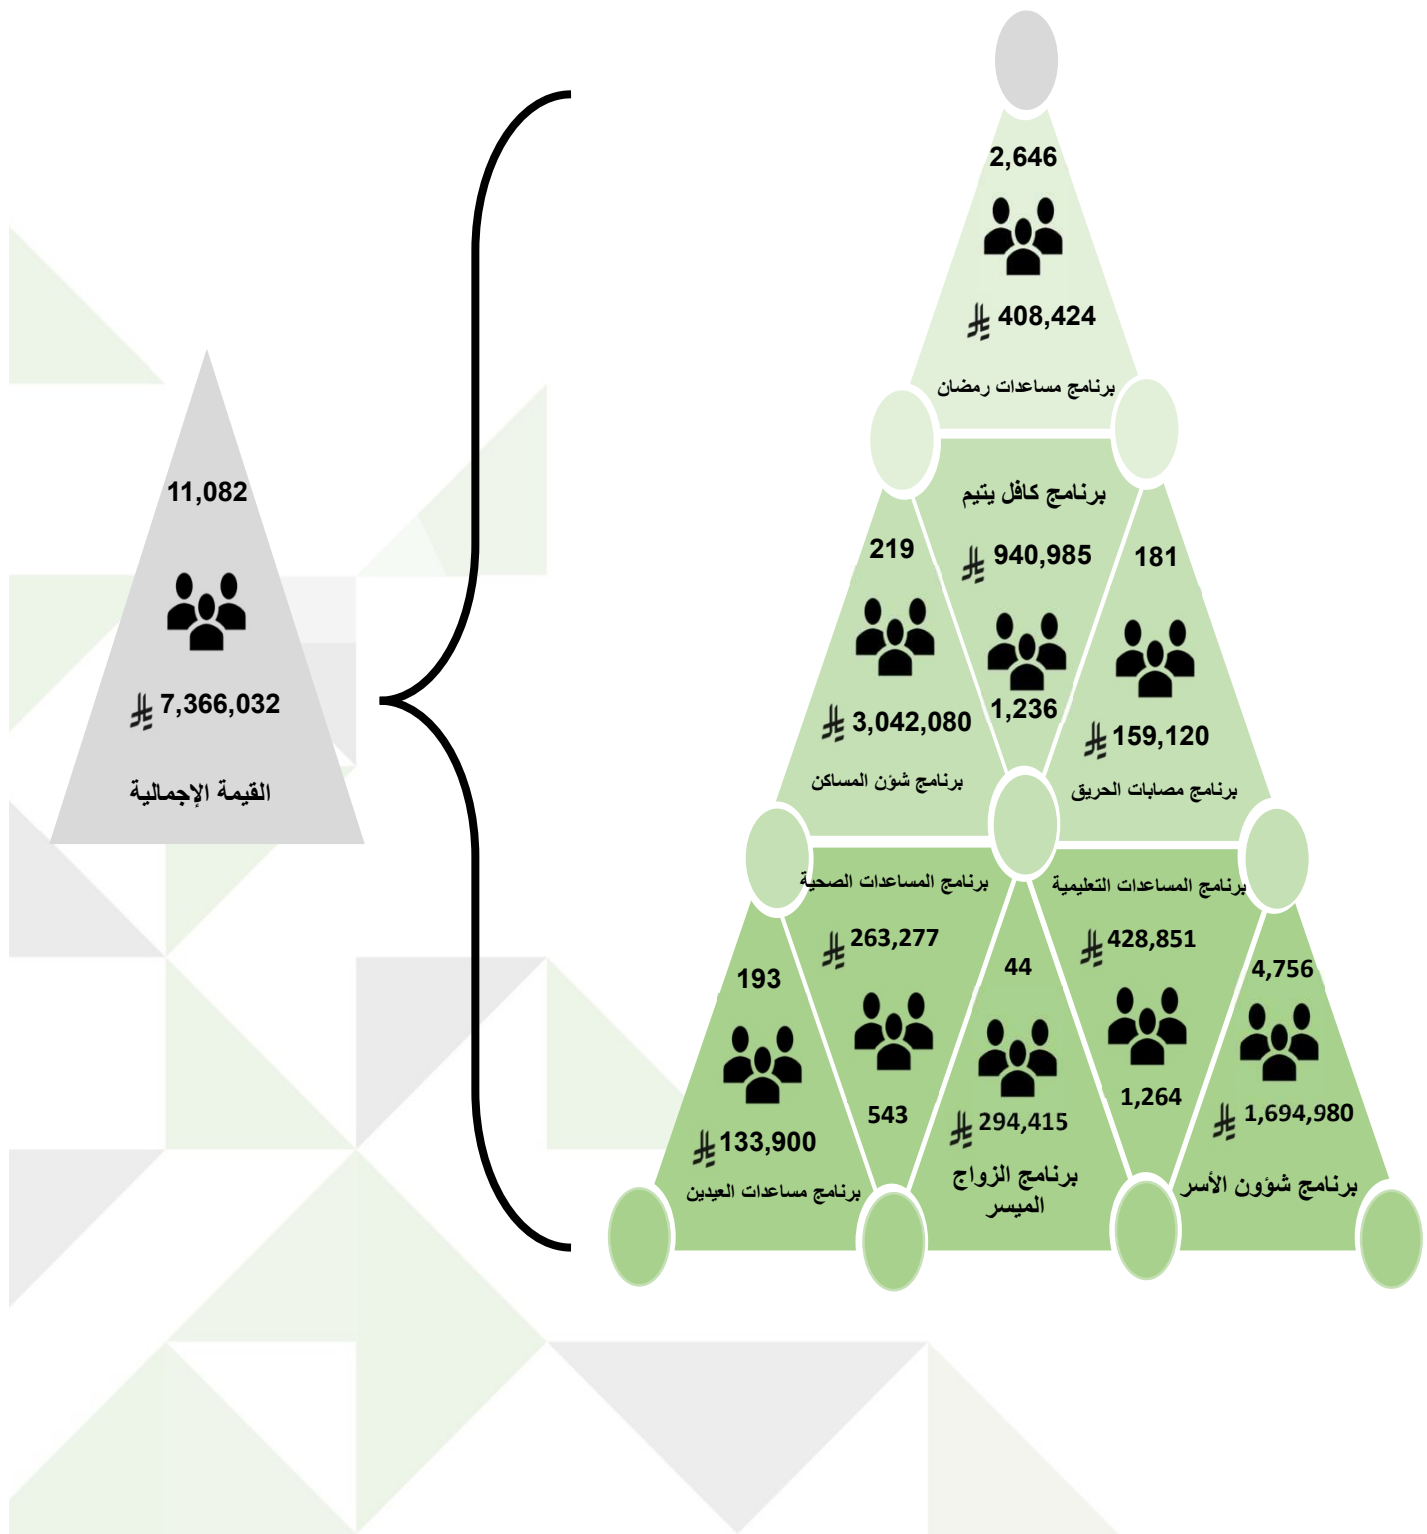 2,646
408,424
برنامج مساعدات رمضان
برنامج كافل يتيم
940,985
1,236
181
159,120
برنامج مصابات الحريق
219
3,042,080
برنامج شؤن المساكن
برنامج المساعدات التعليمية
428,851
1,264
برنامج المساعدات الصحية
263,277
543
4,756
1,694,980
برنامج شؤون الأسر
44
294,415
برنامج الزواج
الميسر
193
133,900
برنامج مساعدات العيدين
11,082
7,366,032
القيمة الإجمالية